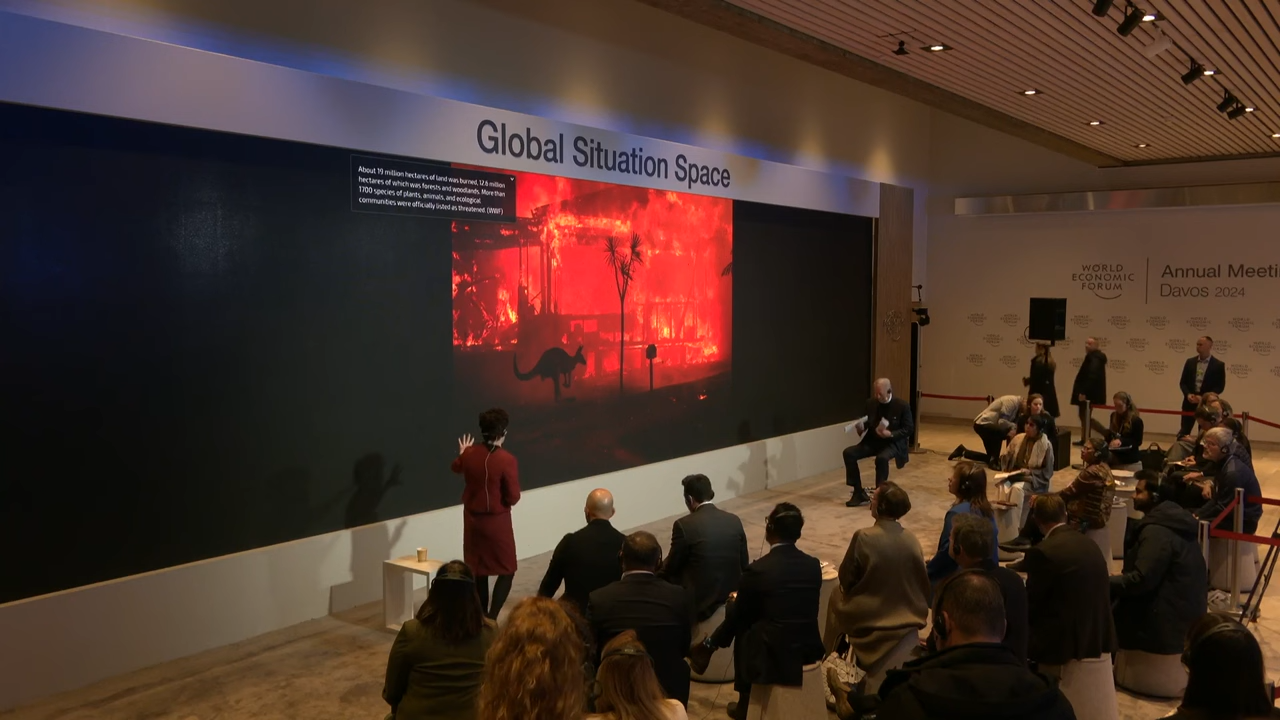 Global Situation Space
About 19 million hectares of land was burned, 12.6 million
hectares of which was forests and woodlands. More than
1700 species of plants, animals, and ecological
communities were officially listed as threatened. (WWF)
WORLD
ECONOMIC
FORUM
Annual Meeti
Davos 2024